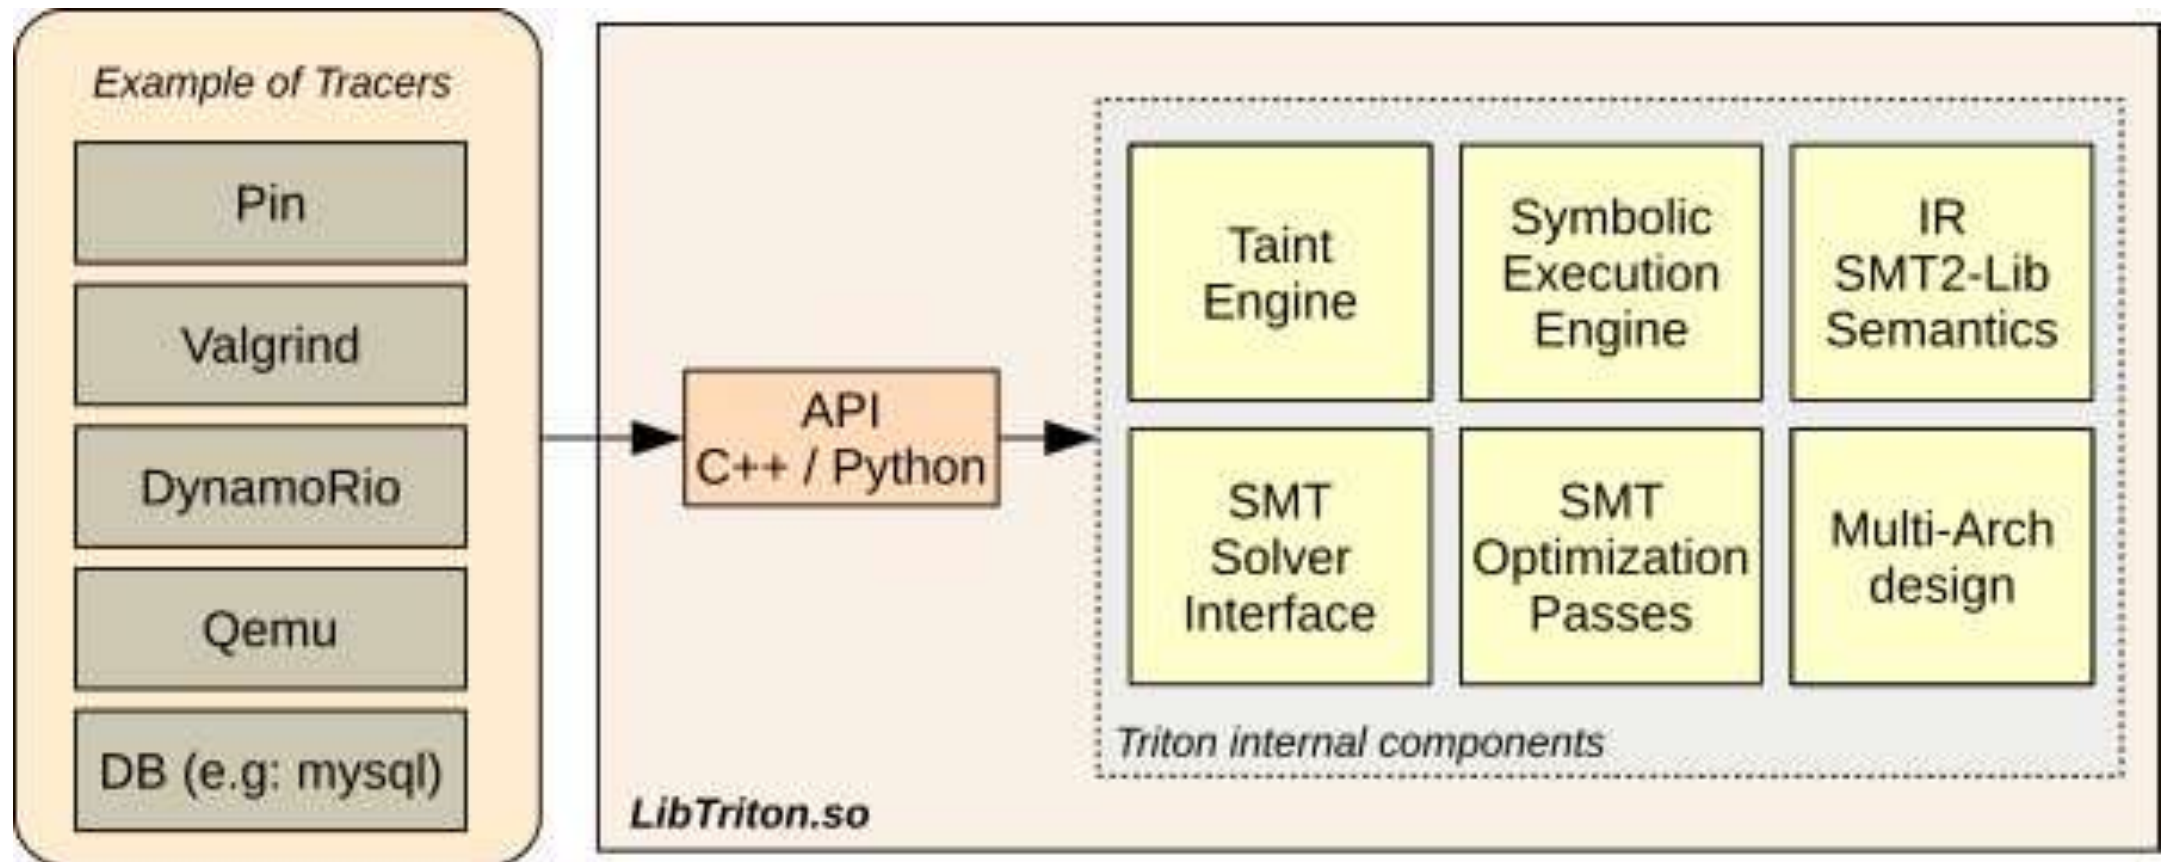 Example of Tracers
Pin
Valgrind
DynamoRio
Qemu
DB (e.g: mysql)
API
C++ / Python
Taint
Engine
Symbolic
Execution
Engine
IR
SMT2-Lib
Semantics
SMT
Solver
Interface
SMT
Optimization
Passes
Multi-Arch
design
Triton internal components
LibTriton.so